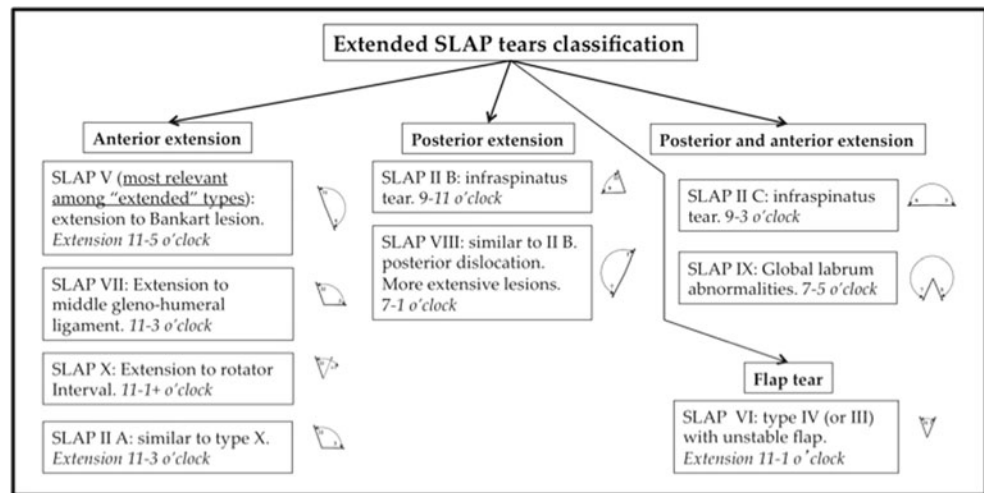 Extended SLAP tears classification
Anterior extension
SLAP V (most relevant
among “extended” types):
extension to Bankart lesion.
Extension 11-5 o’clock
SLAP VII: Extension to
middle gleno-humeral
ligament. 11-3 o’clock
SLAP X: Extension to rotator
Interval. 11-1+ o’clock
SLAP II A: similar to type X.
Extension 11-3 o’clock
Posterior extension
SLAP II B: infraspinatus
tear. 9-11 o’clock
SLAP VIII: similar to II B.
posterior dislocation.
More extensive lesions.
7-1 o’clock
Posterior and anterior extension
SLAP II C: infraspinatus
tear. 9-3 o’clock
SLAP IX: Global labrum
abnormalities. 7-5 o’clock
Flap tear
SLAP VI: type IV (or III)
with unstable flap.
Extension 11-1 o’clock